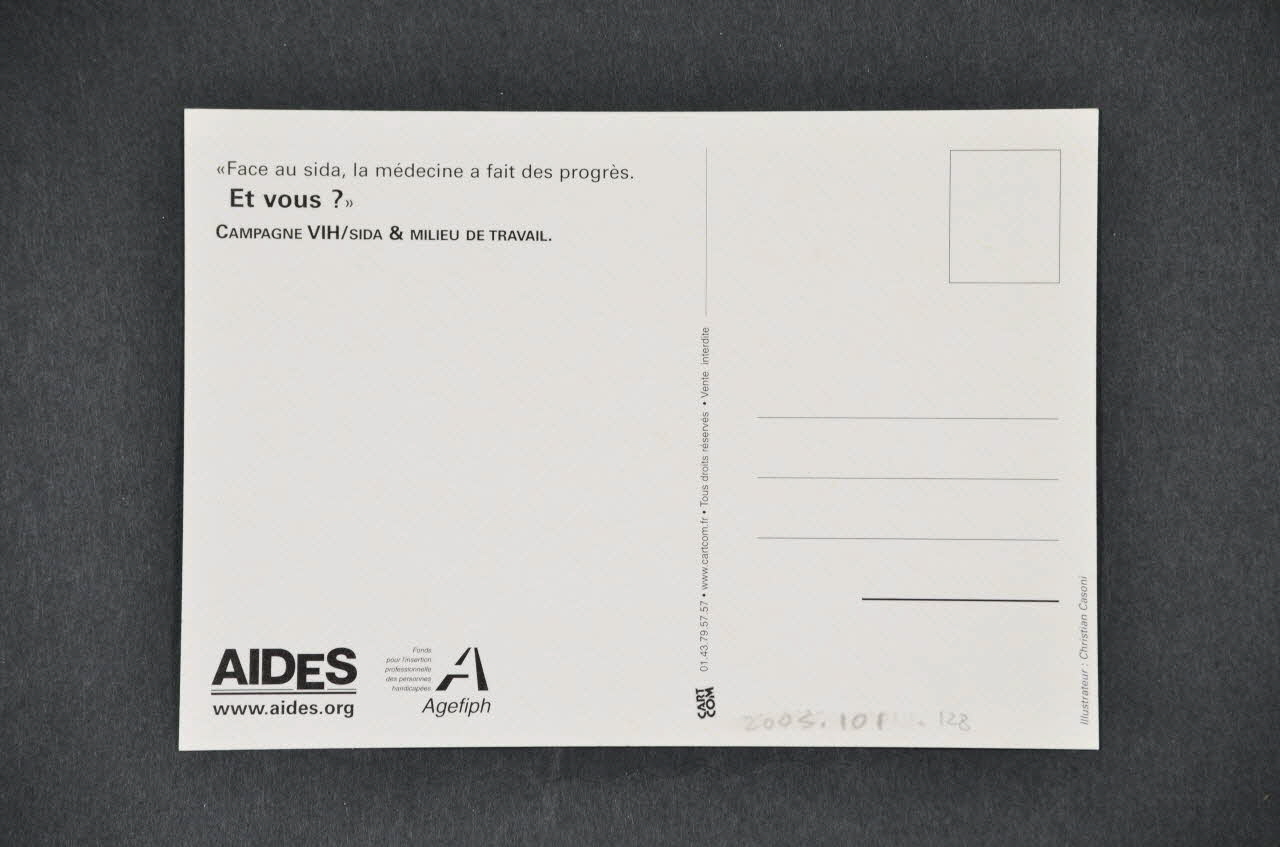 «Face au sida, la médecine a fait des progrès.
Et vous ?»
CAMPAGNE VIH/SIDA & MILIEU DE TRAVAIL.
AIDES
www.aides.org
Fonds
pour l'insertion
professionnelle
des personnes
handicapées
Agefiph
CART
COM
01.43.79.57.57 • www.cartcom.fr • Tous droits réservés • Vente interdite
128
Illustrateur : Christian Casoni